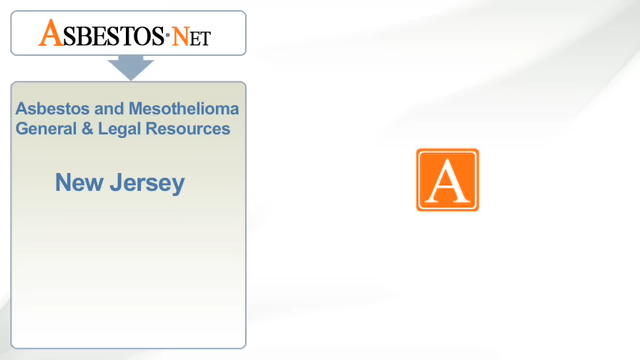 ASBESTOS·NET
Asbestos and Mesothelioma
General & Legal Resources
New Jersey
A